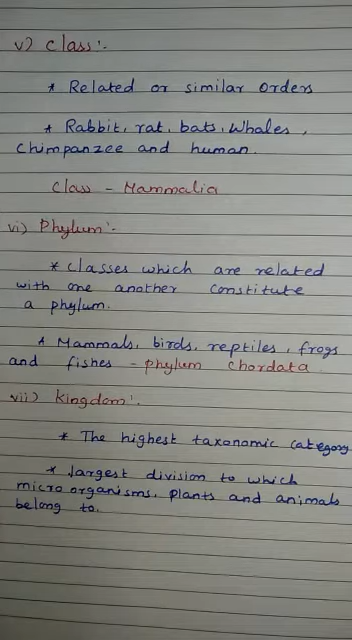 v) Class:-
* Related or similar orders
* Rabbit, rat, bats, Whales,
Chimpanzee and human.
Class - Mammalia
vi) Phylum:-
* Classes which are related
with one another constitute
a phylum.
* Mammals, birds, reptiles, frogs
and fishes - phylum chordata
vii) Kingdom:-
* The highest taxonomic category
* largest division to which
micro organisms, plants and animals
belong to.